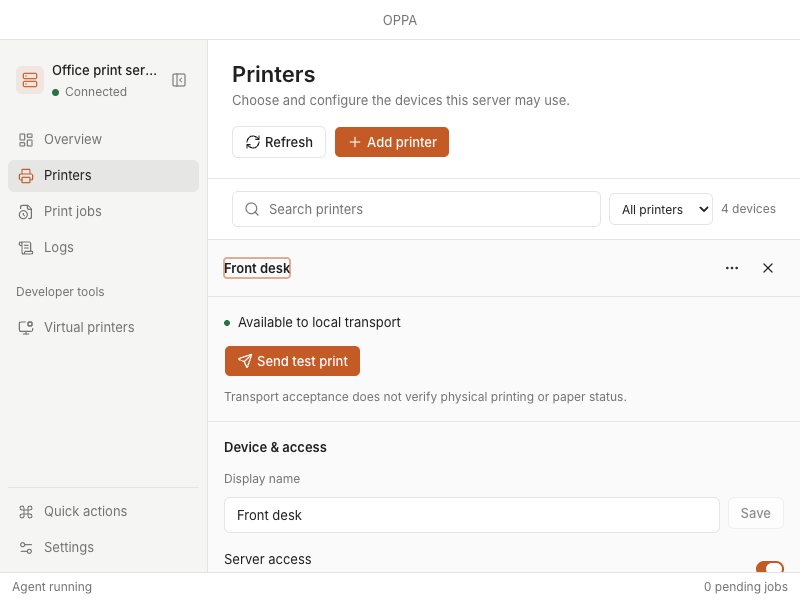 OPPA
Office print ser...
Connected
Overview
Printers
Print jobs
Logs
Developer tools
Virtual printers
Quick actions
Settings
Printers
Choose and configure the devices this server may use.
Refresh
Add printer
Search printers
All printers
4 devices
Front desk
Available to local transport
Send test print
Transport acceptance does not verify physical printing or paper status.
Device & access
Display name
Front desk
Save
Server access
Agent running
0 pending jobs